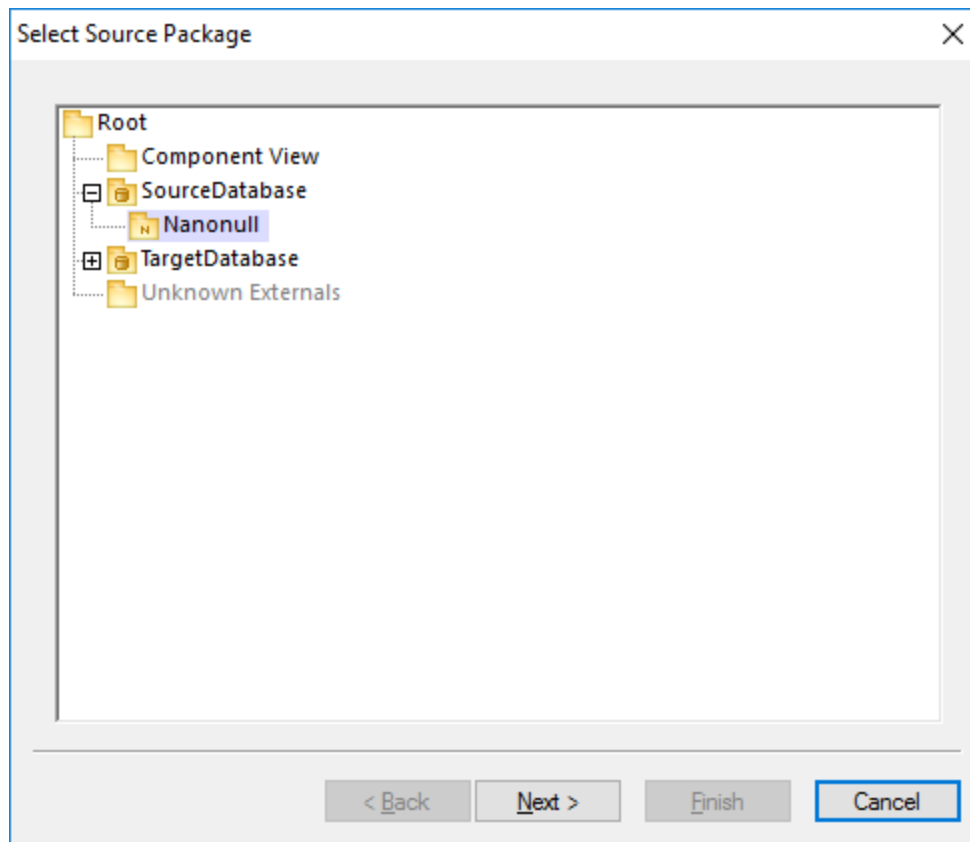 Select Source Package
Root
Component View
SourceDatabase
N Nanonull
TargetDatabase
Unknown Externals
< Back Next > Finish Cancel